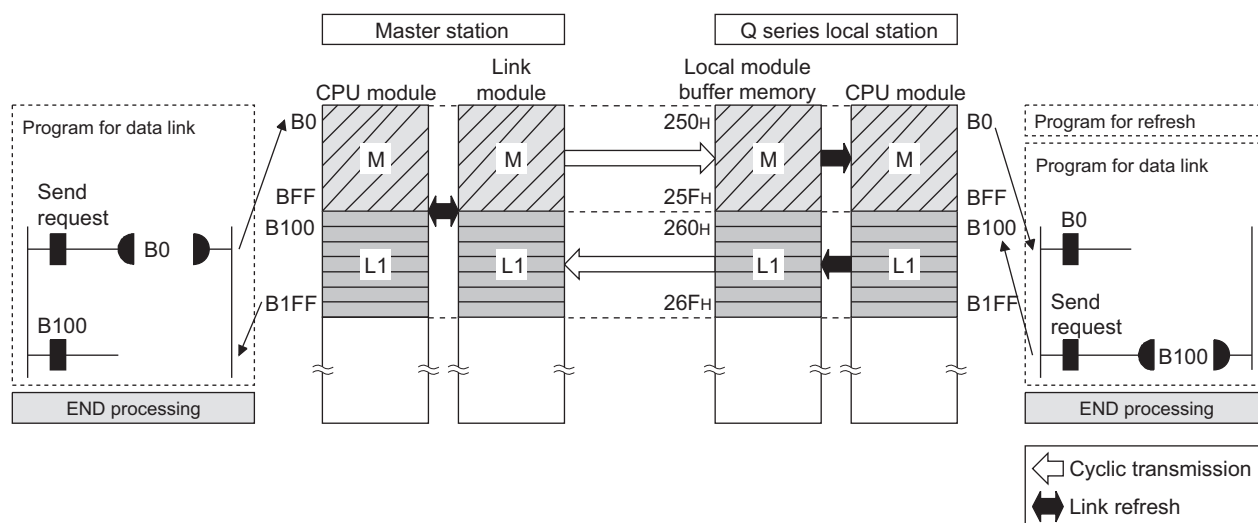 Master station
Q series local station
CPU module
Link
module
Local module
buffer memory
CPU module
Program for data link
Send
request
B0
B100
END processing
B0
BFF
B100
B1FF
M
L1
M
L1
250H
25FH
260H
26FH
M
L1
M
L1
B0
BFF
B100
B1FF
Program for refresh
Program for data link
B0
Send
request
B100
END processing
Cyclic transmission
Link refresh